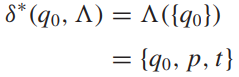 δ*(q₀, Λ) = Λ({q₀})
= {q₀, p, t}